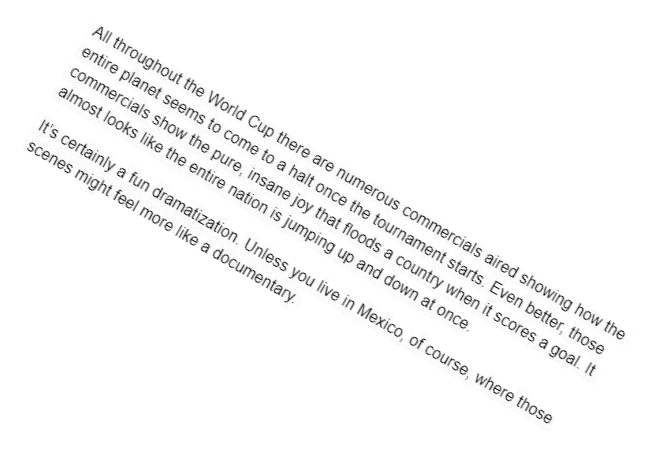 All throughout the World Cup there are numerous commercials aired showing how the
entire planet seems to come to a halt once the tournament starts. Even better, those
commercials show the pure, insane joy that floods a country when it scores a goal. It
almost looks like the entire nation is jumping up and down at once.
It's certainly a fun dramatization. Unless you live in Mexico, of course, where those
scenes might feel more like a documentary.